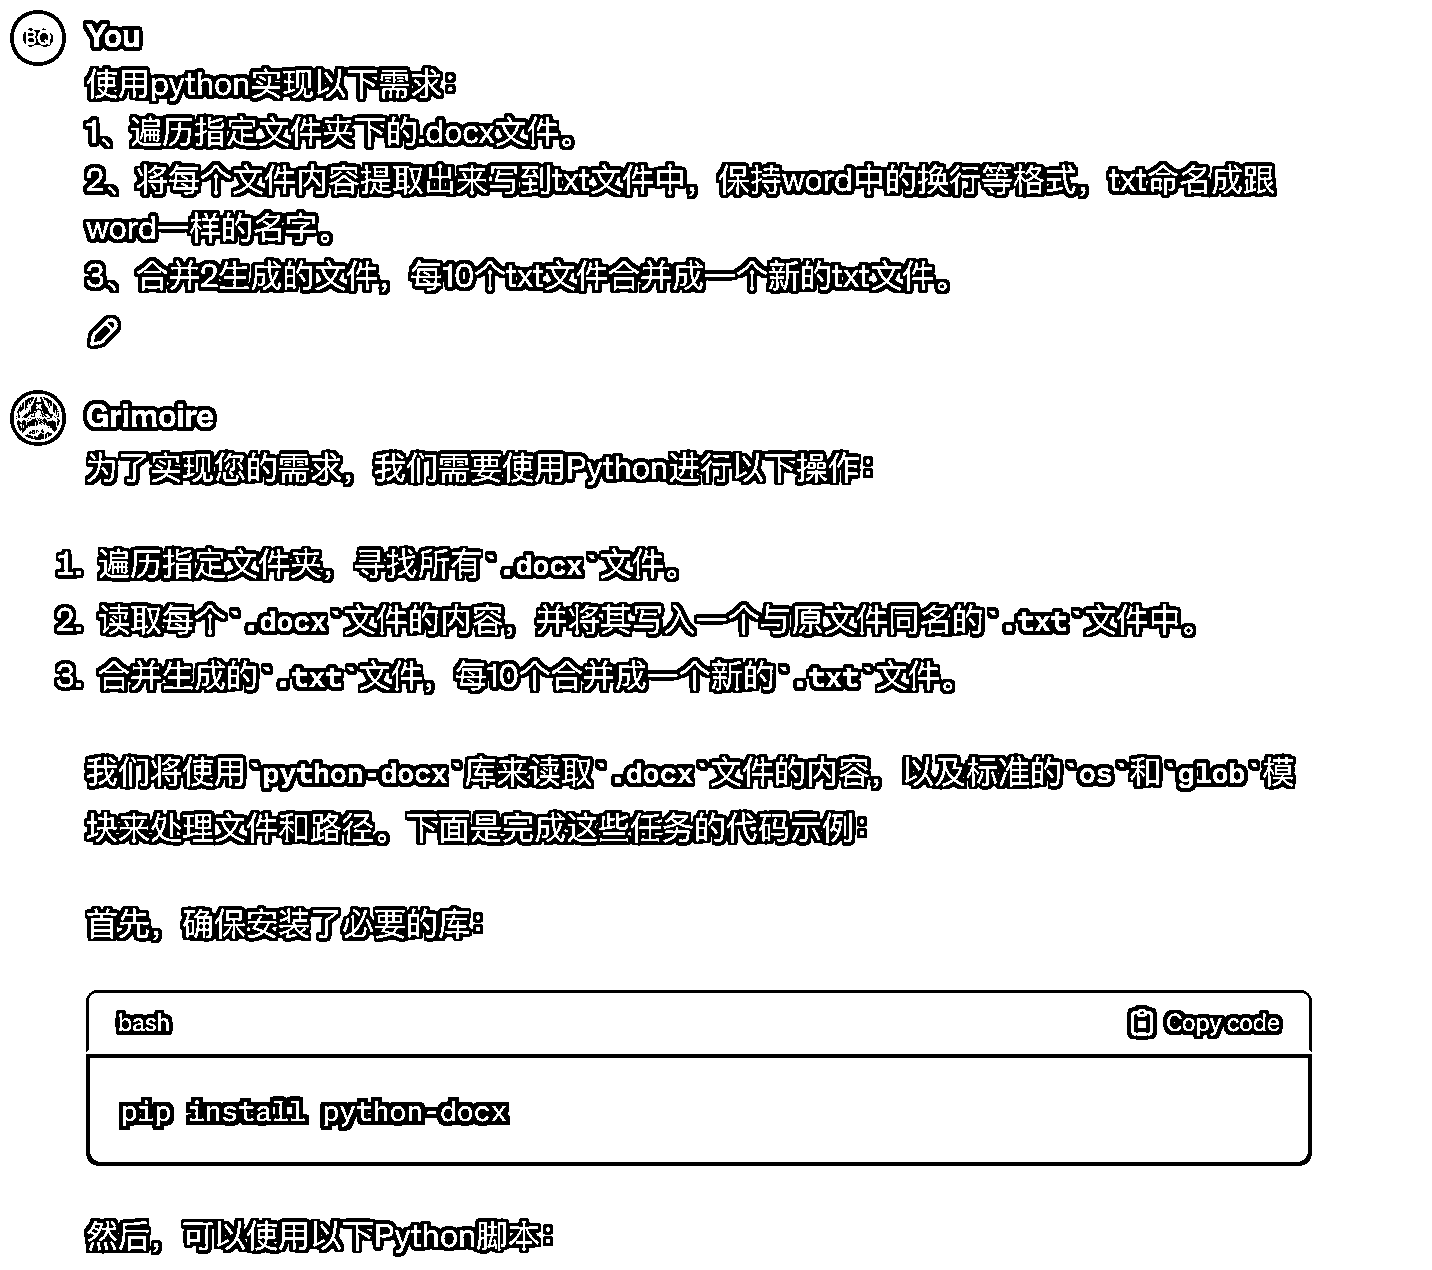 BQ
You
使用python实现以下需求：
1、遍历指定文件夹下的.docx文件。
2、将每个文件内容提取出来写到txt文件中，保持word中的换行等格式，txt命名成跟
word一样的名字。
3、合并2生成的文件，每10个txt文件合并成一个新的txt文件。
Grimoire
为了实现您的需求，我们需要使用Python进行以下操作：
1. 遍历指定文件夹，寻找所有`.docx`文件。
2. 读取每个`.docx`文件的内容，并将其写入一个与原文件同名的`.txt`文件中。
3. 合并生成的`.txt`文件，每10个合并成一个新的`.txt`文件。
我们将使用`python-docx`库来读取`.docx`文件的内容，以及标准的`os`和`glob`模
块来处理文件和路径。下面是完成这些任务的代码示例：
首先，确保安装了必要的库：
bash
Copy code
pip install python-docx
然后，可以使用以下Python脚本：